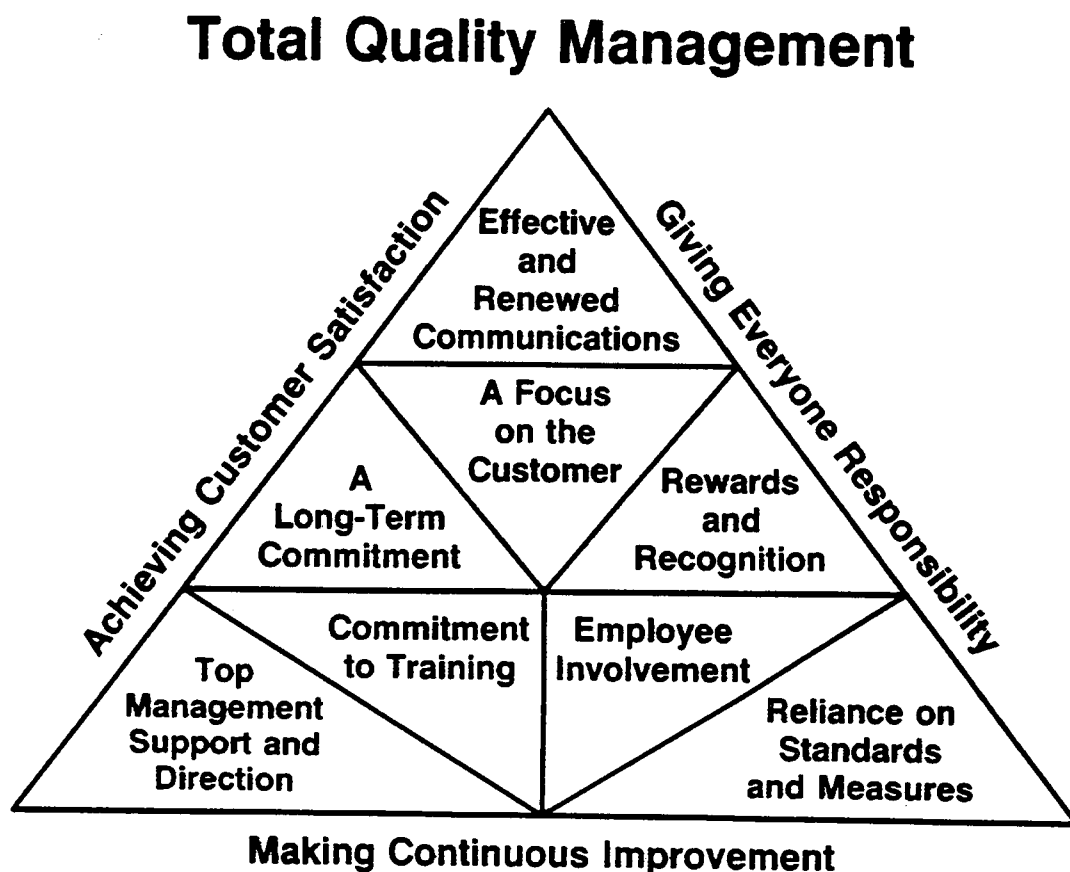 Total Quality Management
Achieving Customer Satisfaction
Giving Everyone Responsibility
Effective
and
Renewed
Communications
A Focus
on the
Customer
A
Long-Term
Commitment
Rewards
and
Recognition
Top
Management
Support and
Direction
Commitment
to Training
Employee
Involvement
Reliance on
Standards
and Measures
Making Continuous Improvement